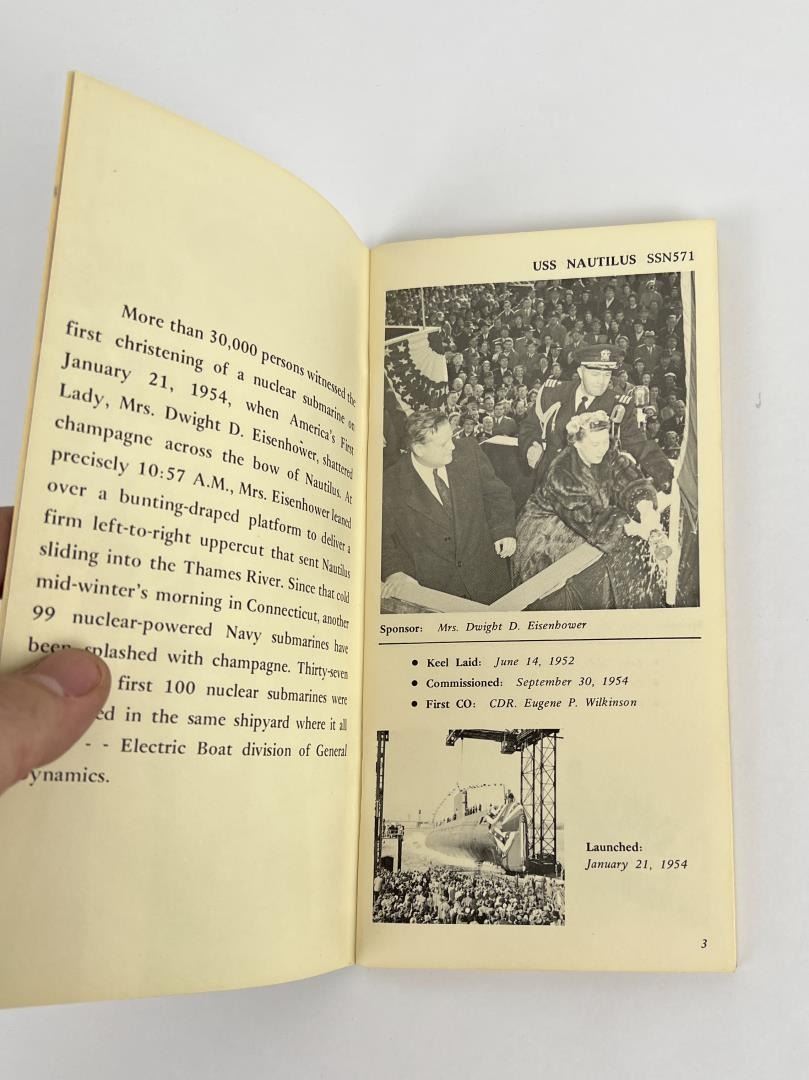 More than 30,000 persons witnessed the
first christening of a nuclear submarine on
January 21, 1954, when America's First
Lady, Mrs. Dwight D. Eisenhower, shattered
champagne across the bow of Nautilus. At
precisely 10:57 A.M., Mrs. Eisenhower leaned
over a bunting-draped platform to deliver a
firm left-to-right uppercut that sent Nautilus
sliding into the Thames River. Since that cold
mid-winter's morning in Connecticut, another
99 nuclear-powered Navy submarines have
been splashed with champagne. Thirty-seven
first 100 nuclear submarines were
ed in the same shipyard where it all
- - Electric Boat division of General
ynamics.
USS NAUTILUS SSN571
Sponsor: Mrs. Dwight D. Eisenhower
• Keel Laid: June 14, 1952
• Commissioned: September 30, 1954
• First CO: CDR. Eugene P. Wilkinson
Launched:
January 21, 1954
3